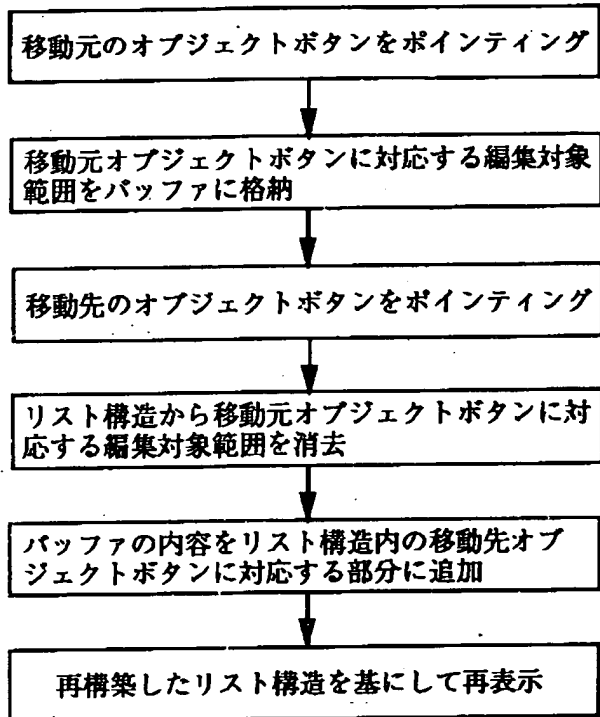 移動元のオブジェクトボタンをポインティング
移動元オブジェクトボタンに対応する編集対象
範囲をバッファに格納
移動先のオブジェクトボタンをポインティング
リスト構造から移動元オブジェクトボタンに対
応する編集対象範囲を消去
バッファの内容をリスト構造内の移動先オブ
ジェクトボタンに対応する部分に追加
再構築したリスト構造を基にして再表示